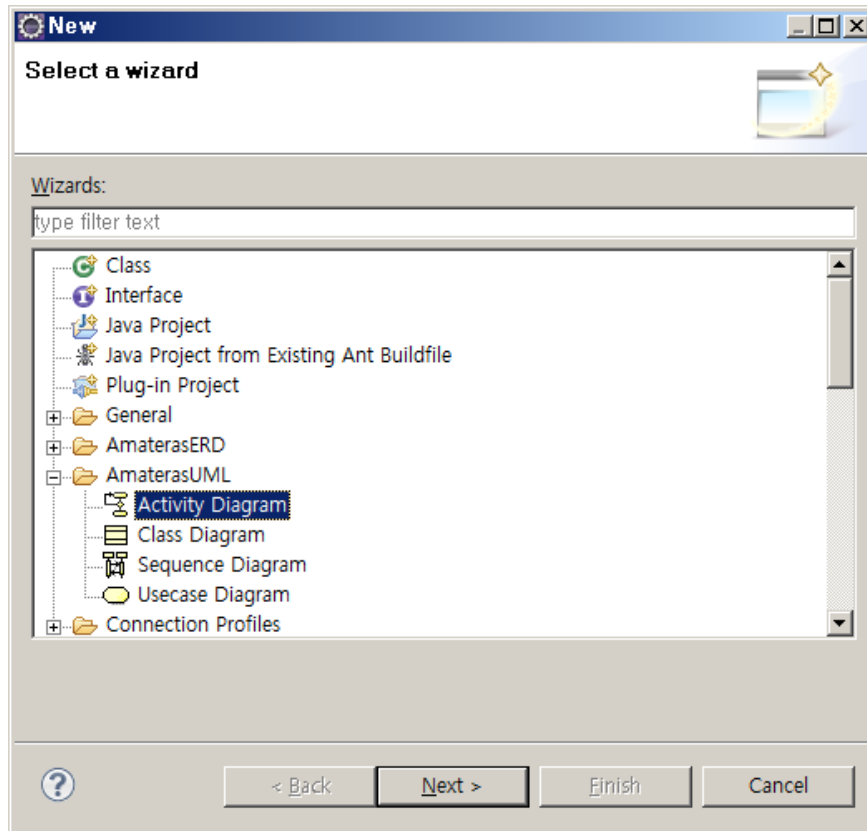 New
Select a wizard
Wizards:
type filter text
Class
Interface
Java Project
Java Project from Existing Ant Buildfile
Plug-in Project
General
AmaterasERD
AmaterasUML
Activity Diagram
Class Diagram
Sequence Diagram
Usecase Diagram
Connection Profiles
< Back
Next >
Finish
Cancel